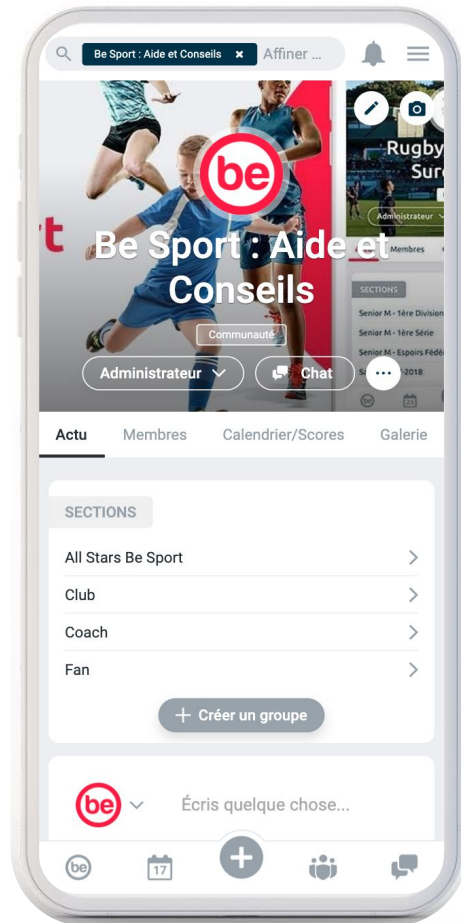 Be Sport : Aide et Conseils × Affiner ...
Rugby
Administrateur
Membres
SECTIONS
Senior M - 1ère Division
Senior M - 1ère Série
Senior M - Espoirs Fédé
-2018
be
Be Sport : Aide et
Conseils
Communauté
Administrateur
Chat
Actu Membres Calendrier/Scores Galerie
SECTIONS
All Stars Be Sport
Club
Coach
Fan
+ Créer un groupe
be
Écris quelque chose...
be
17